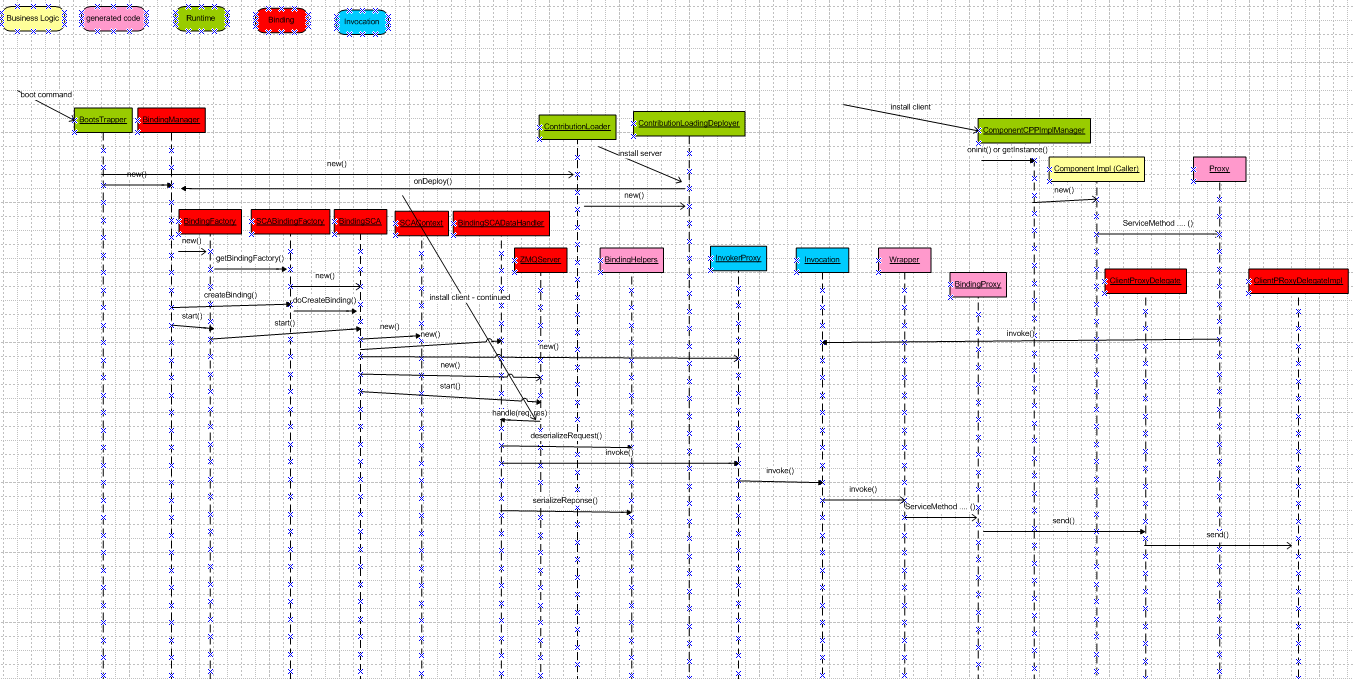 Business Logic
generated code
Runtime
Binding
Invocation
boot command
install client
BootsTrapper
BindingManager
ContributionLoader
ContributionLoadingDeployer
ComponentCPPImplManager
install server
oninit() or getInstance()
new()
Component Impl (Caller)
Proxy
new()
onDeploy()
new()
new()
BindingFactory
SCABindingFactory
BindingSCA
SCAContext
BindingSCADataHandler
ServiceMethod .... ()
new()
getBindingFactory()
ZMQServer
BindingHelpers
InvokerProxy
Invocation
Wrapper
new()
BindingProxy
ClientProxyDelegate
ClientPRoxyDelegateImpl
createBinding()
doCreateBinding()
install client - continued
start()
start()
new()
new()
invoke()
new()
new()
start()
handle(req, res)
deserializeRequest()
invoke()
invoke()
invoke()
serializeReponse()
ServiceMethod .... ()
send()
send()